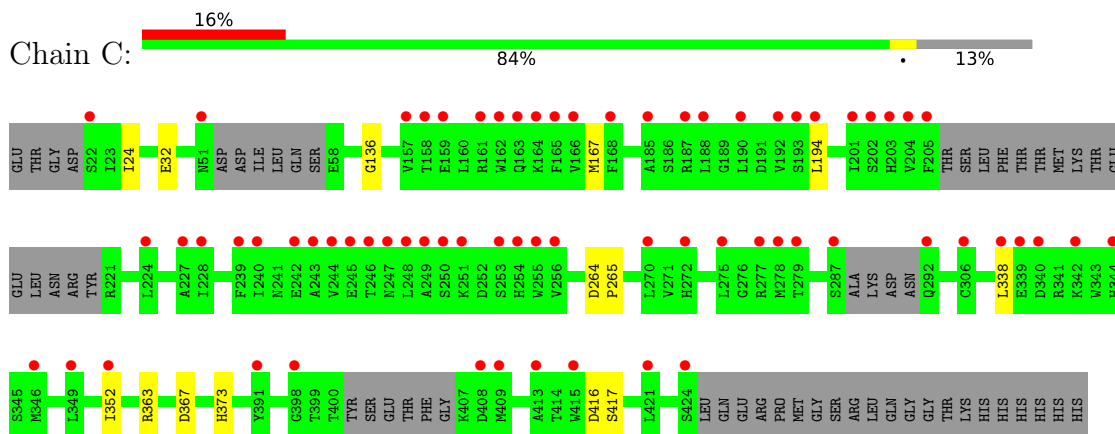 16%
Chain C:
84%
•
13%
GLU THR GLY ASP S22 I23 I24 E32 N51 ASP ASP ILE LEU GLN SER E58 G136 V157 T158 E159 L160 R161 W162 Q163 K164 F165 V166 M167 F168 A185 S186 R187 L188 G189 L190 D191 V192 S193 L194 I201 S202 H203 V204 F205 THR SER LEU PHE THR THR MET LYS THR GLU
GLU LEU ASN ARG TYR R221 L224 A227 I228 F239 I240 N241 E242 A243 V244 E245 T246 N247 L248 A249 S250 K251 D252 S253 H254 W255 V256 D264 P265 L270 V271 H272 L275 G276 R277 M278 T279 S287 ALA LYS ASP ASN Q292 C306 L338 E339 D340 R341 K342 W343 H344
S345 M346 L349 I352 R363 D367 H373 Y391 G398 T399 T400 TYR SER GLU THR PHE GLY K407 D408 M409 A413 T414 W415 D416 S417 L421 S424 LEU GLN GLU ARG PRO MET GLY SER ARG LEU GLN GLY GLY THR LYS HIS HIS HIS HIS HIS HIS